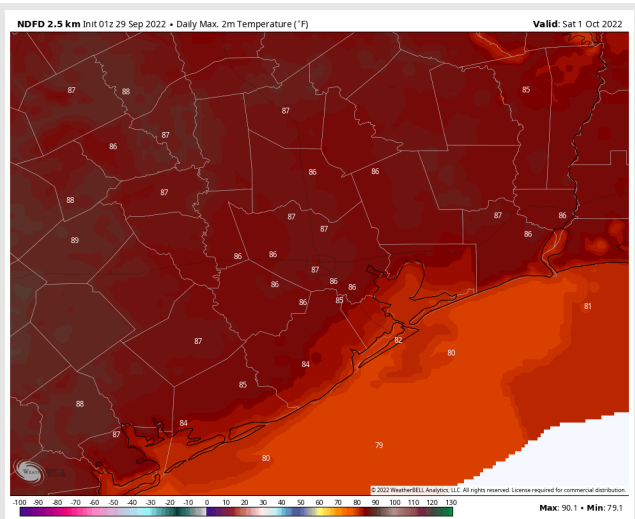 NDFD 2.5 km Init 01z 29 Sep 2022 • Daily Max. 2m Temperature (°F) Valid: Sat 1 Oct 2022
87 88 85
87
87
86
86 86
88 87
87 87 86
87 86
89
86 86
87
86 86 86
86 85
81
87 82
80
84
85
88
84
87
79
80
© 2022 WeatherBELL Analytics, LLC. All rights reserved. License required for commercial distribution.
-100 -90 -80 -70 -60 -50 -40 -30 -20 -10 0 10 20 30 40 50 60 70 80 90 100 110 120 130
Max: 90.1 • Min: 79.1